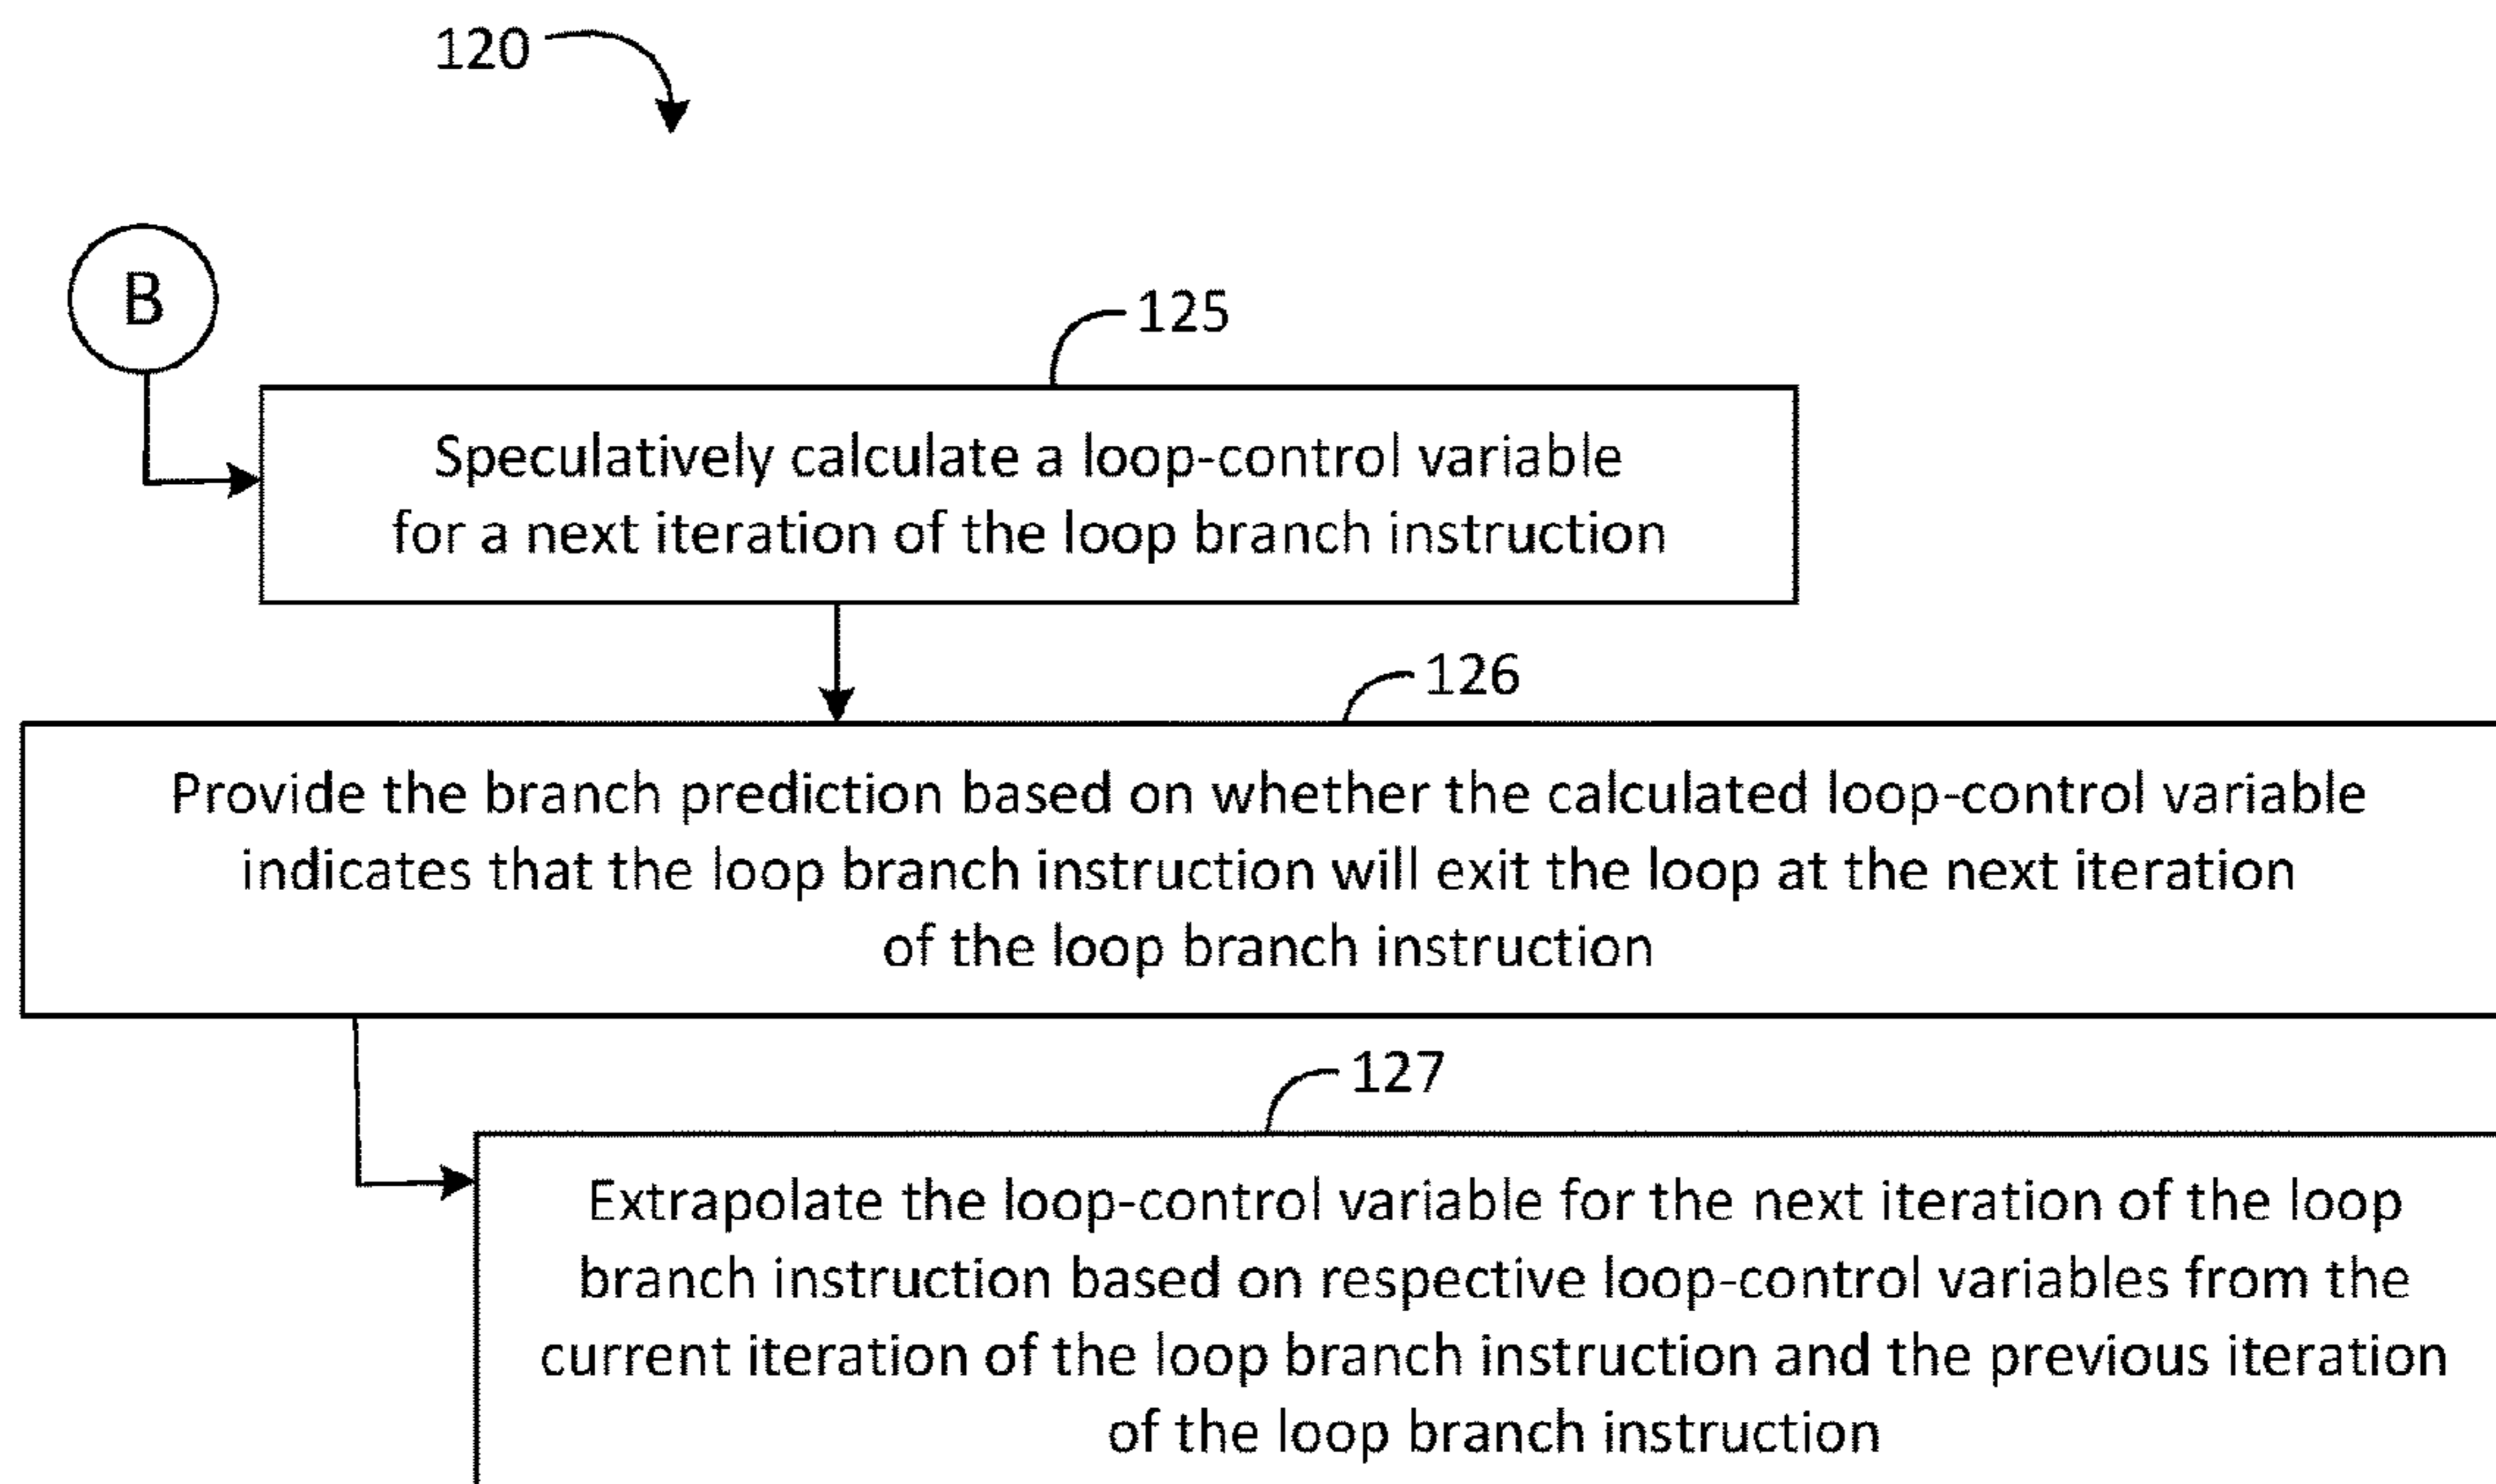 120
B
125
Speculatively calculate a loop-control variable
for a next iteration of the loop branch instruction
126
Provide the branch prediction based on whether the calculated loop-control variable
indicates that the loop branch instruction will exit the loop at the next iteration
of the loop branch instruction
127
Extrapolate the loop-control variable for the next iteration of the loop
branch instruction based on respective loop-control variables from the
current iteration of the loop branch instruction and the previous iteration
of the loop branch instruction